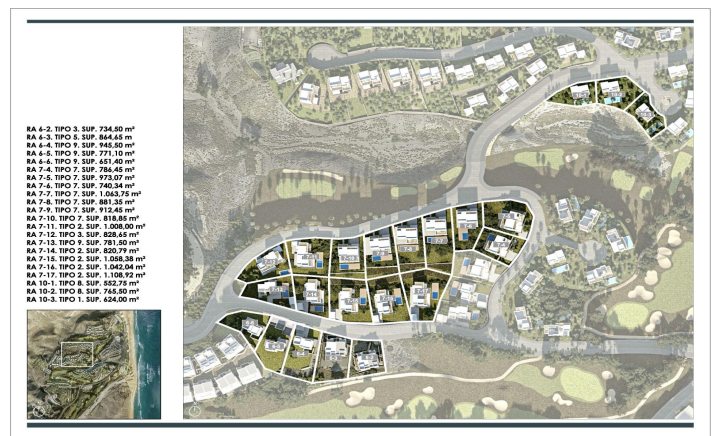 RA 6-2. TIPO 3. SUP. 734,50 m²
RA 6-3. TIPO 5. SUP. 864,65 m
RA 6-4. TIPO 9. SUP. 945,50 m²
RA 6-5. TIPO 9. SUP. 771,10 m²
RA 6-6. TIPO 9. SUP. 651,40 m²
RA 7-4. TIPO 7. SUP. 786,45 m²
RA 7-5. TIPO 7. SUP. 973,07 m²
RA 7-6. TIPO 7. SUP. 740,34 m²
RA 7-7. TIPO 7. SUP. 1.063,75 m²
RA 7-8. TIPO 7. SUP. 881,35 m²
RA 7-9. TIPO 7. SUP. 912,45 m²
RA 7-10. TIPO 7. SUP. 818,85 m²
RA 7-11. TIPO 2. SUP. 1.008,00 m²
RA 7-12. TIPO 3. SUP. 828,65 m²
RA 7-13. TIPO 9. SUP. 781,50 m²
RA 7-14. TIPO 2. SUP. 820,79 m²
RA 7-15. TIPO 2. SUP. 1.058,38 m²
RA 7-16. TIPO 2. SUP. 1.042,04 m²
RA 7-17. TIPO 2. SUP. 1.108,92 m²
RA 10-1. TIPO 8. SUP. 552,75 m²
RA 10-2. TIPO 8. SUP. 765,50 m²
RA 10-3. TIPO 1. SUP. 624,00 m²